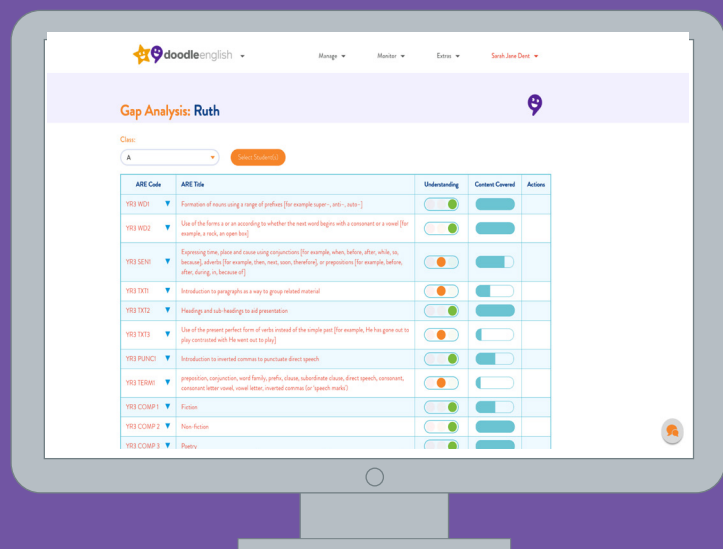 doodleenglish
Manage
Monitor
Extras
Sarah Jane Dent
Gap Analysis: Ruth
Class:
A
Select Student(s)
ARE Code ARE Title Understanding Content Covered Actions
YR3 WD1 Formation of nouns using a range of prefixes [for example super–, anti–, auto–]
YR3 WD2 Use of the forms a or an according to whether the next word begins with a consonant or a vowel [for
example, a rock, an open box]
YR3 SEN1 Expressing time, place and cause using conjunctions [for example, when, before, after, while, so,
because], adverbs [for example, then, next, soon, therefore], or prepositions [for example, before,
after, during, in, because of]
YR3 TXT1 Introduction to paragraphs as a way to group related material
YR3 TXT2 Headings and sub-headings to aid presentation
YR3 TXT3 Use of the present perfect form of verbs instead of the simple past [for example, He has gone out to
play contrasted with He went out to play]
YR3 PUNC1 Introduction to inverted commas to punctuate direct speech
YR3 TERM1 preposition, conjunction, word family, prefix, clause, subordinate clause, direct speech, consonant,
consonant letter vowel, vowel letter, inverted commas (or 'speech marks')
YR3 COMP 1 Fiction
YR3 COMP 2 Non-fiction
YR3 COMP 3 Poetry